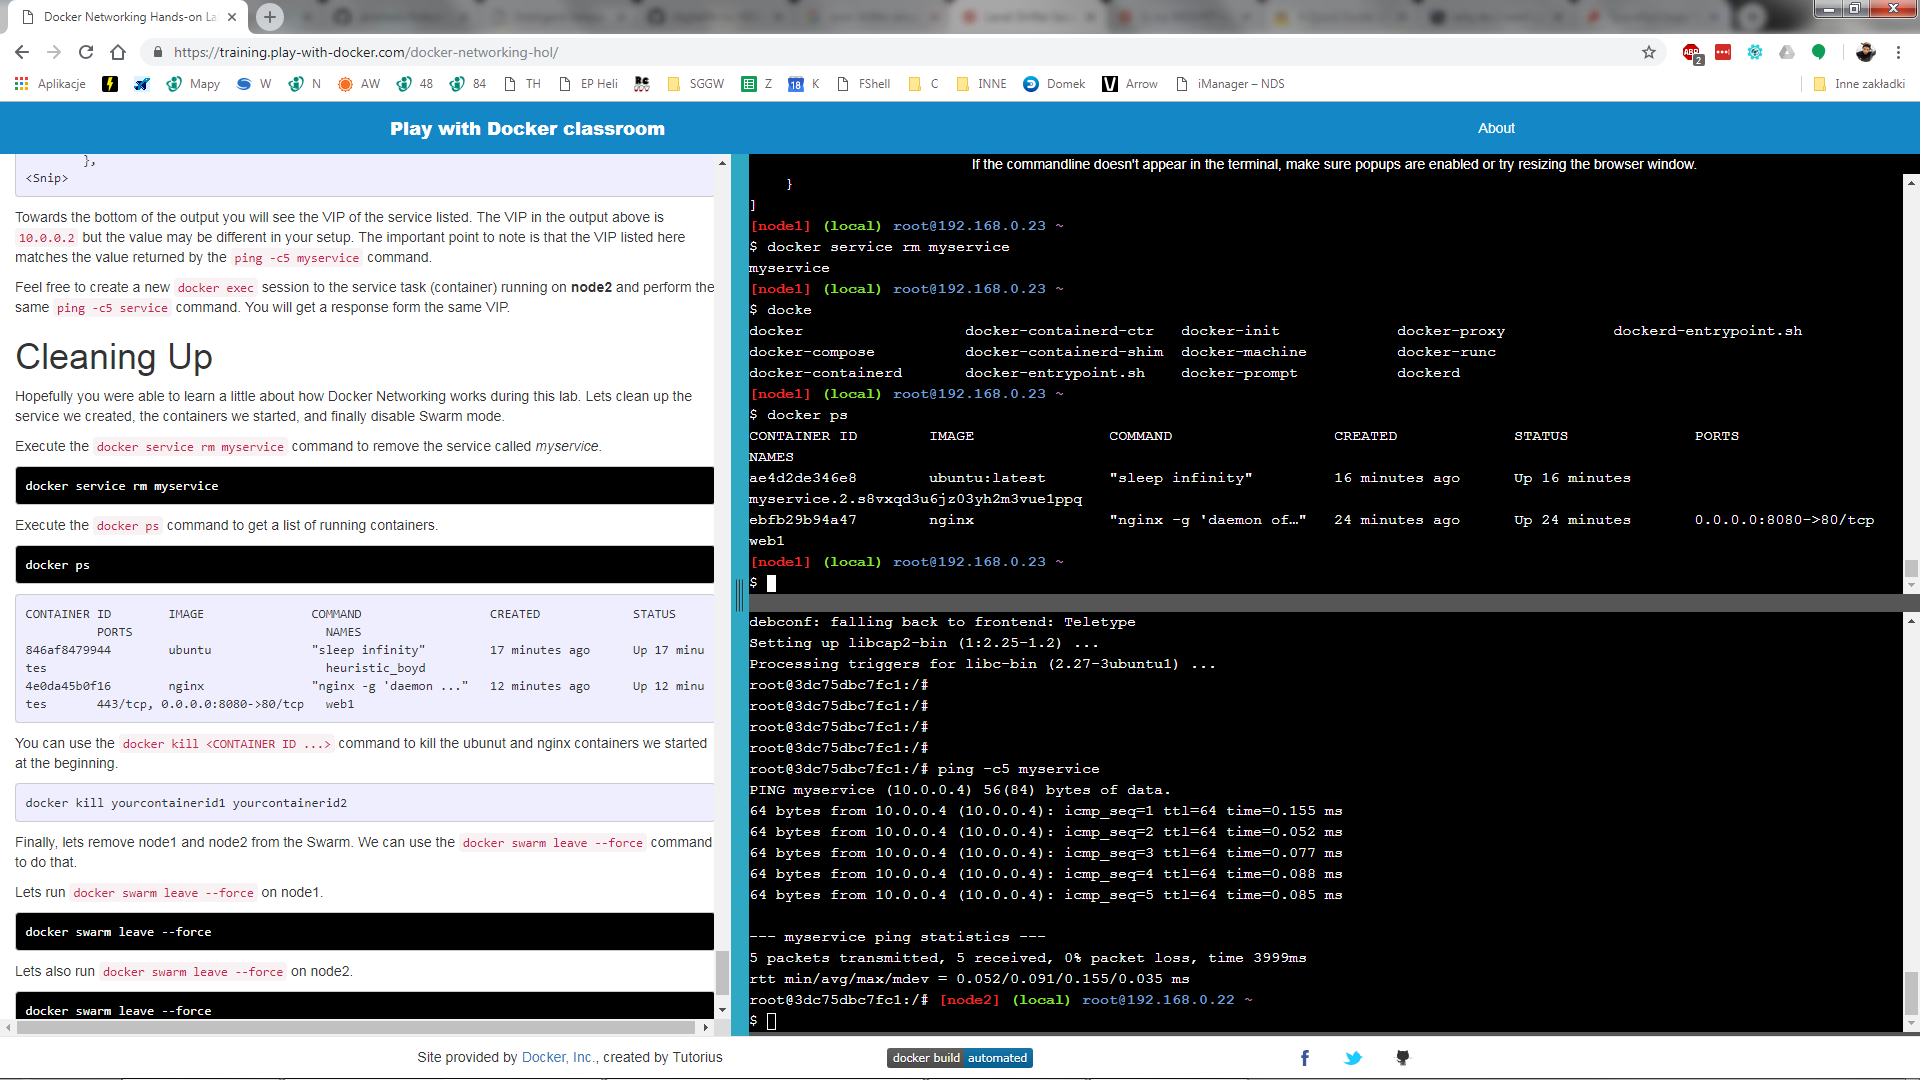 Docker Networking Hands-on La
https://training.play-with-docker.com/docker-networking-hol/
ABP
2
Aplikacje
Mapy
W
N
AW
48
84
TH
EP Heli
RC
SGGW
Z
18
K
FShell
C
INNE
Domek
Arrow
iManager – NDS
Inne zakładki
Play with Docker classroom
About
},
<Snip>
Towards the bottom of the output you will see the VIP of the service listed. The VIP in the output above is
10.0.0.2 but the value may be different in your setup. The important point to note is that the VIP listed here
matches the value returned by the ping -c5 myservice command.
Feel free to create a new docker exec session to the service task (container) running on node2 and perform the
same ping -c5 service command. You will get a response form the same VIP.
Cleaning Up
Hopefully you were able to learn a little about how Docker Networking works during this lab. Lets clean up the
service we created, the containers we started, and finally disable Swarm mode.
Execute the docker service rm myservice command to remove the service called myservice.
docker service rm myservice
Execute the docker ps command to get a list of running containers.
docker ps
CONTAINER ID IMAGE COMMAND CREATED STATUS
PORTS NAMES
846af8479944 ubuntu "sleep infinity" 17 minutes ago Up 17 minu
tes heuristic_boyd
4e0da45b0f16 nginx "nginx -g 'daemon ..." 12 minutes ago Up 12 minu
tes 443/tcp, 0.0.0.0:8080->80/tcp web1
You can use the docker kill <CONTAINER ID ...> command to kill the ubunut and nginx containers we started
at the beginning.
docker kill yourcontainerid1 yourcontainerid2
Finally, lets remove node1 and node2 from the Swarm. We can use the docker swarm leave --force command
to do that.
Lets run docker swarm leave --force on node1.
docker swarm leave --force
Lets also run docker swarm leave --force on node2.
docker swarm leave --force
If the commandline doesn't appear in the terminal, make sure popups are enabled or try resizing the browser window.
}
]
[node1] (local) root@192.168.0.23 ~
$ docker service rm myservice
myservice
[node1] (local) root@192.168.0.23 ~
$ docke
docker docker-containerd-ctr docker-init docker-proxy dockerd-entrypoint.sh
docker-compose docker-containerd-shim docker-machine docker-runc
docker-containerd docker-entrypoint.sh docker-prompt dockerd
[node1] (local) root@192.168.0.23 ~
$ docker ps
CONTAINER ID IMAGE COMMAND CREATED STATUS PORTS
NAMES
ae4d2de346e8 ubuntu:latest "sleep infinity" 16 minutes ago Up 16 minutes
myservice.2.s8vxqd3u6jz03yh2m3vue1ppq
ebfb29b94a47 nginx "nginx -g 'daemon of…" 24 minutes ago Up 24 minutes 0.0.0.0:8080->80/tcp
web1
[node1] (local) root@192.168.0.23 ~
$
debconf: falling back to frontend: Teletype
Setting up libcap2-bin (1:2.25-1.2) ...
Processing triggers for libc-bin (2.27-3ubuntu1) ...
root@3dc75dbc7fc1:/#
root@3dc75dbc7fc1:/#
root@3dc75dbc7fc1:/#
root@3dc75dbc7fc1:/#
root@3dc75dbc7fc1:/# ping -c5 myservice
PING myservice (10.0.0.4) 56(84) bytes of data.
64 bytes from 10.0.0.4 (10.0.0.4): icmp_seq=1 ttl=64 time=0.155 ms
64 bytes from 10.0.0.4 (10.0.0.4): icmp_seq=2 ttl=64 time=0.052 ms
64 bytes from 10.0.0.4 (10.0.0.4): icmp_seq=3 ttl=64 time=0.077 ms
64 bytes from 10.0.0.4 (10.0.0.4): icmp_seq=4 ttl=64 time=0.088 ms
64 bytes from 10.0.0.4 (10.0.0.4): icmp_seq=5 ttl=64 time=0.085 ms
--- myservice ping statistics ---
5 packets transmitted, 5 received, 0% packet loss, time 3999ms
rtt min/avg/max/mdev = 0.052/0.091/0.155/0.035 ms
root@3dc75dbc7fc1:/# [node2] (local) root@192.168.0.22 ~
$
Site provided by Docker, Inc., created by Tutorius
docker build automated